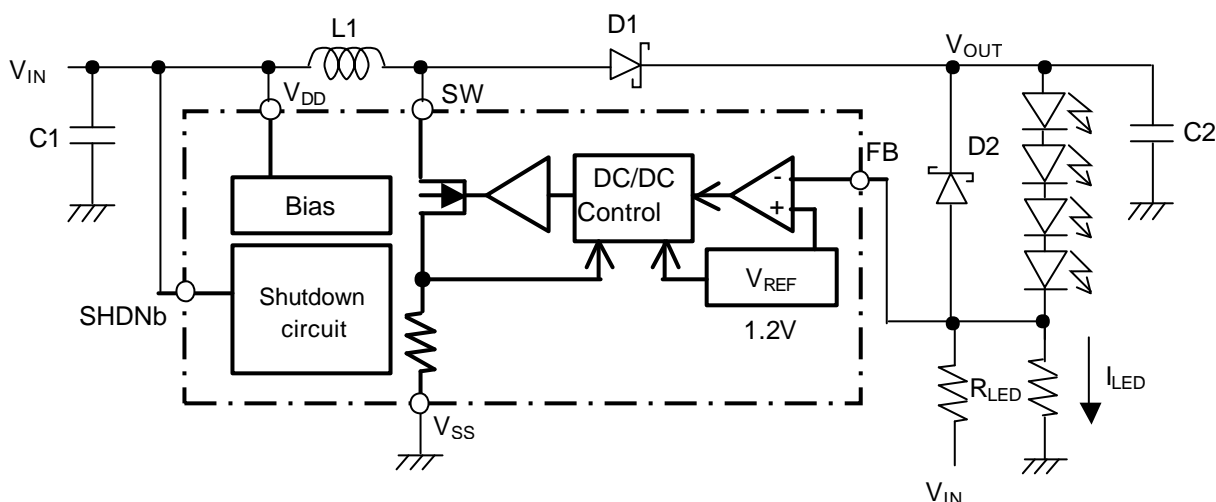 L1
D1
V_IN
V_OUT
V_DD
SW
C1
C2
FB
D2
DC/DC
Control
-
+
Bias
V_REF
1.2V
Shutdown
circuit
SHDNb
R_LED
I_LED
V_SS
V_IN